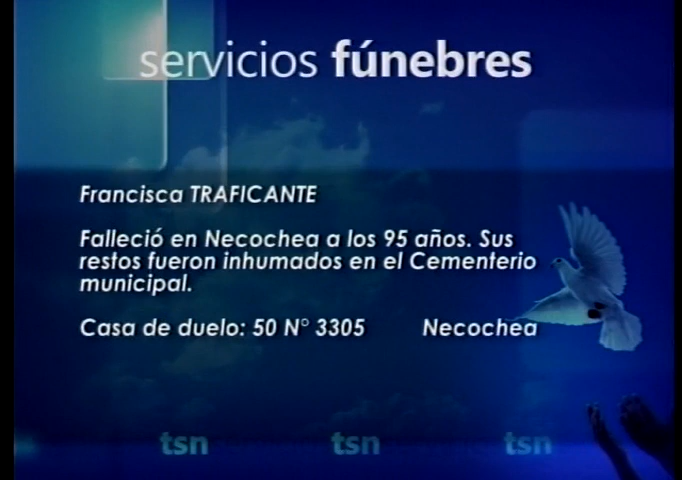 servicios fúnebres
Francisca TRAFICANTE
Falleció en Necochea a los 95 años. Sus
restos fueron inhumados en el Cementerio
municipal.
Casa de duelo: 50 N° 3305 Necochea
tsn tsn tsn